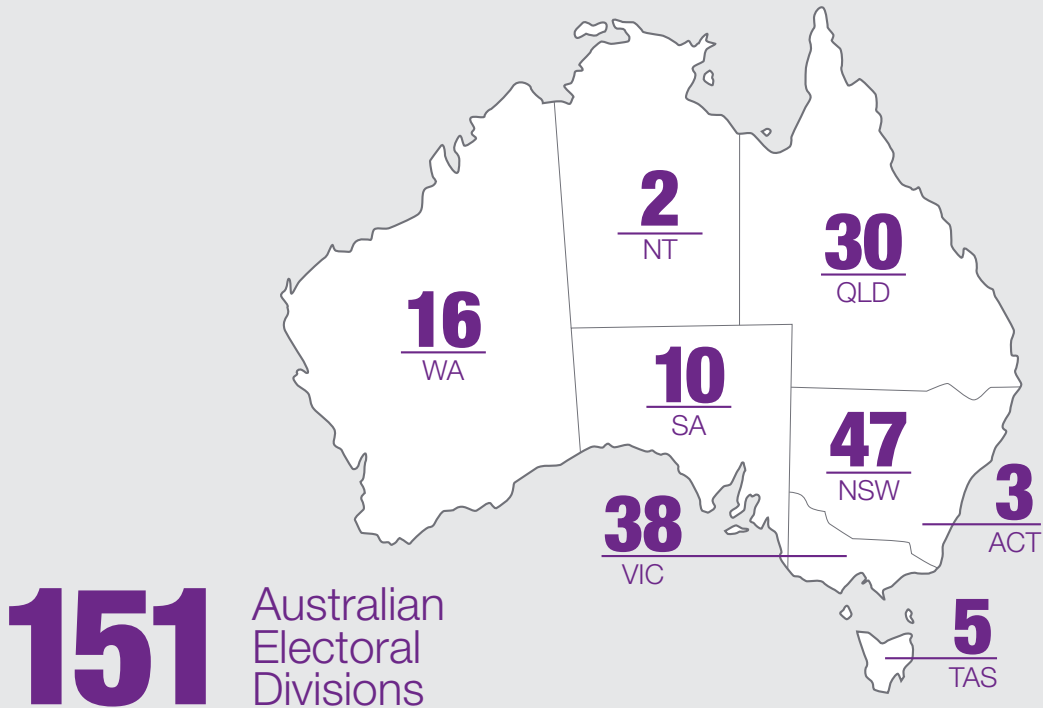 2
NT
30
QLD
16
WA
10
SA
47
NSW
3
ACT
38
VIC
5
TAS
151
Australian
Electoral
Divisions